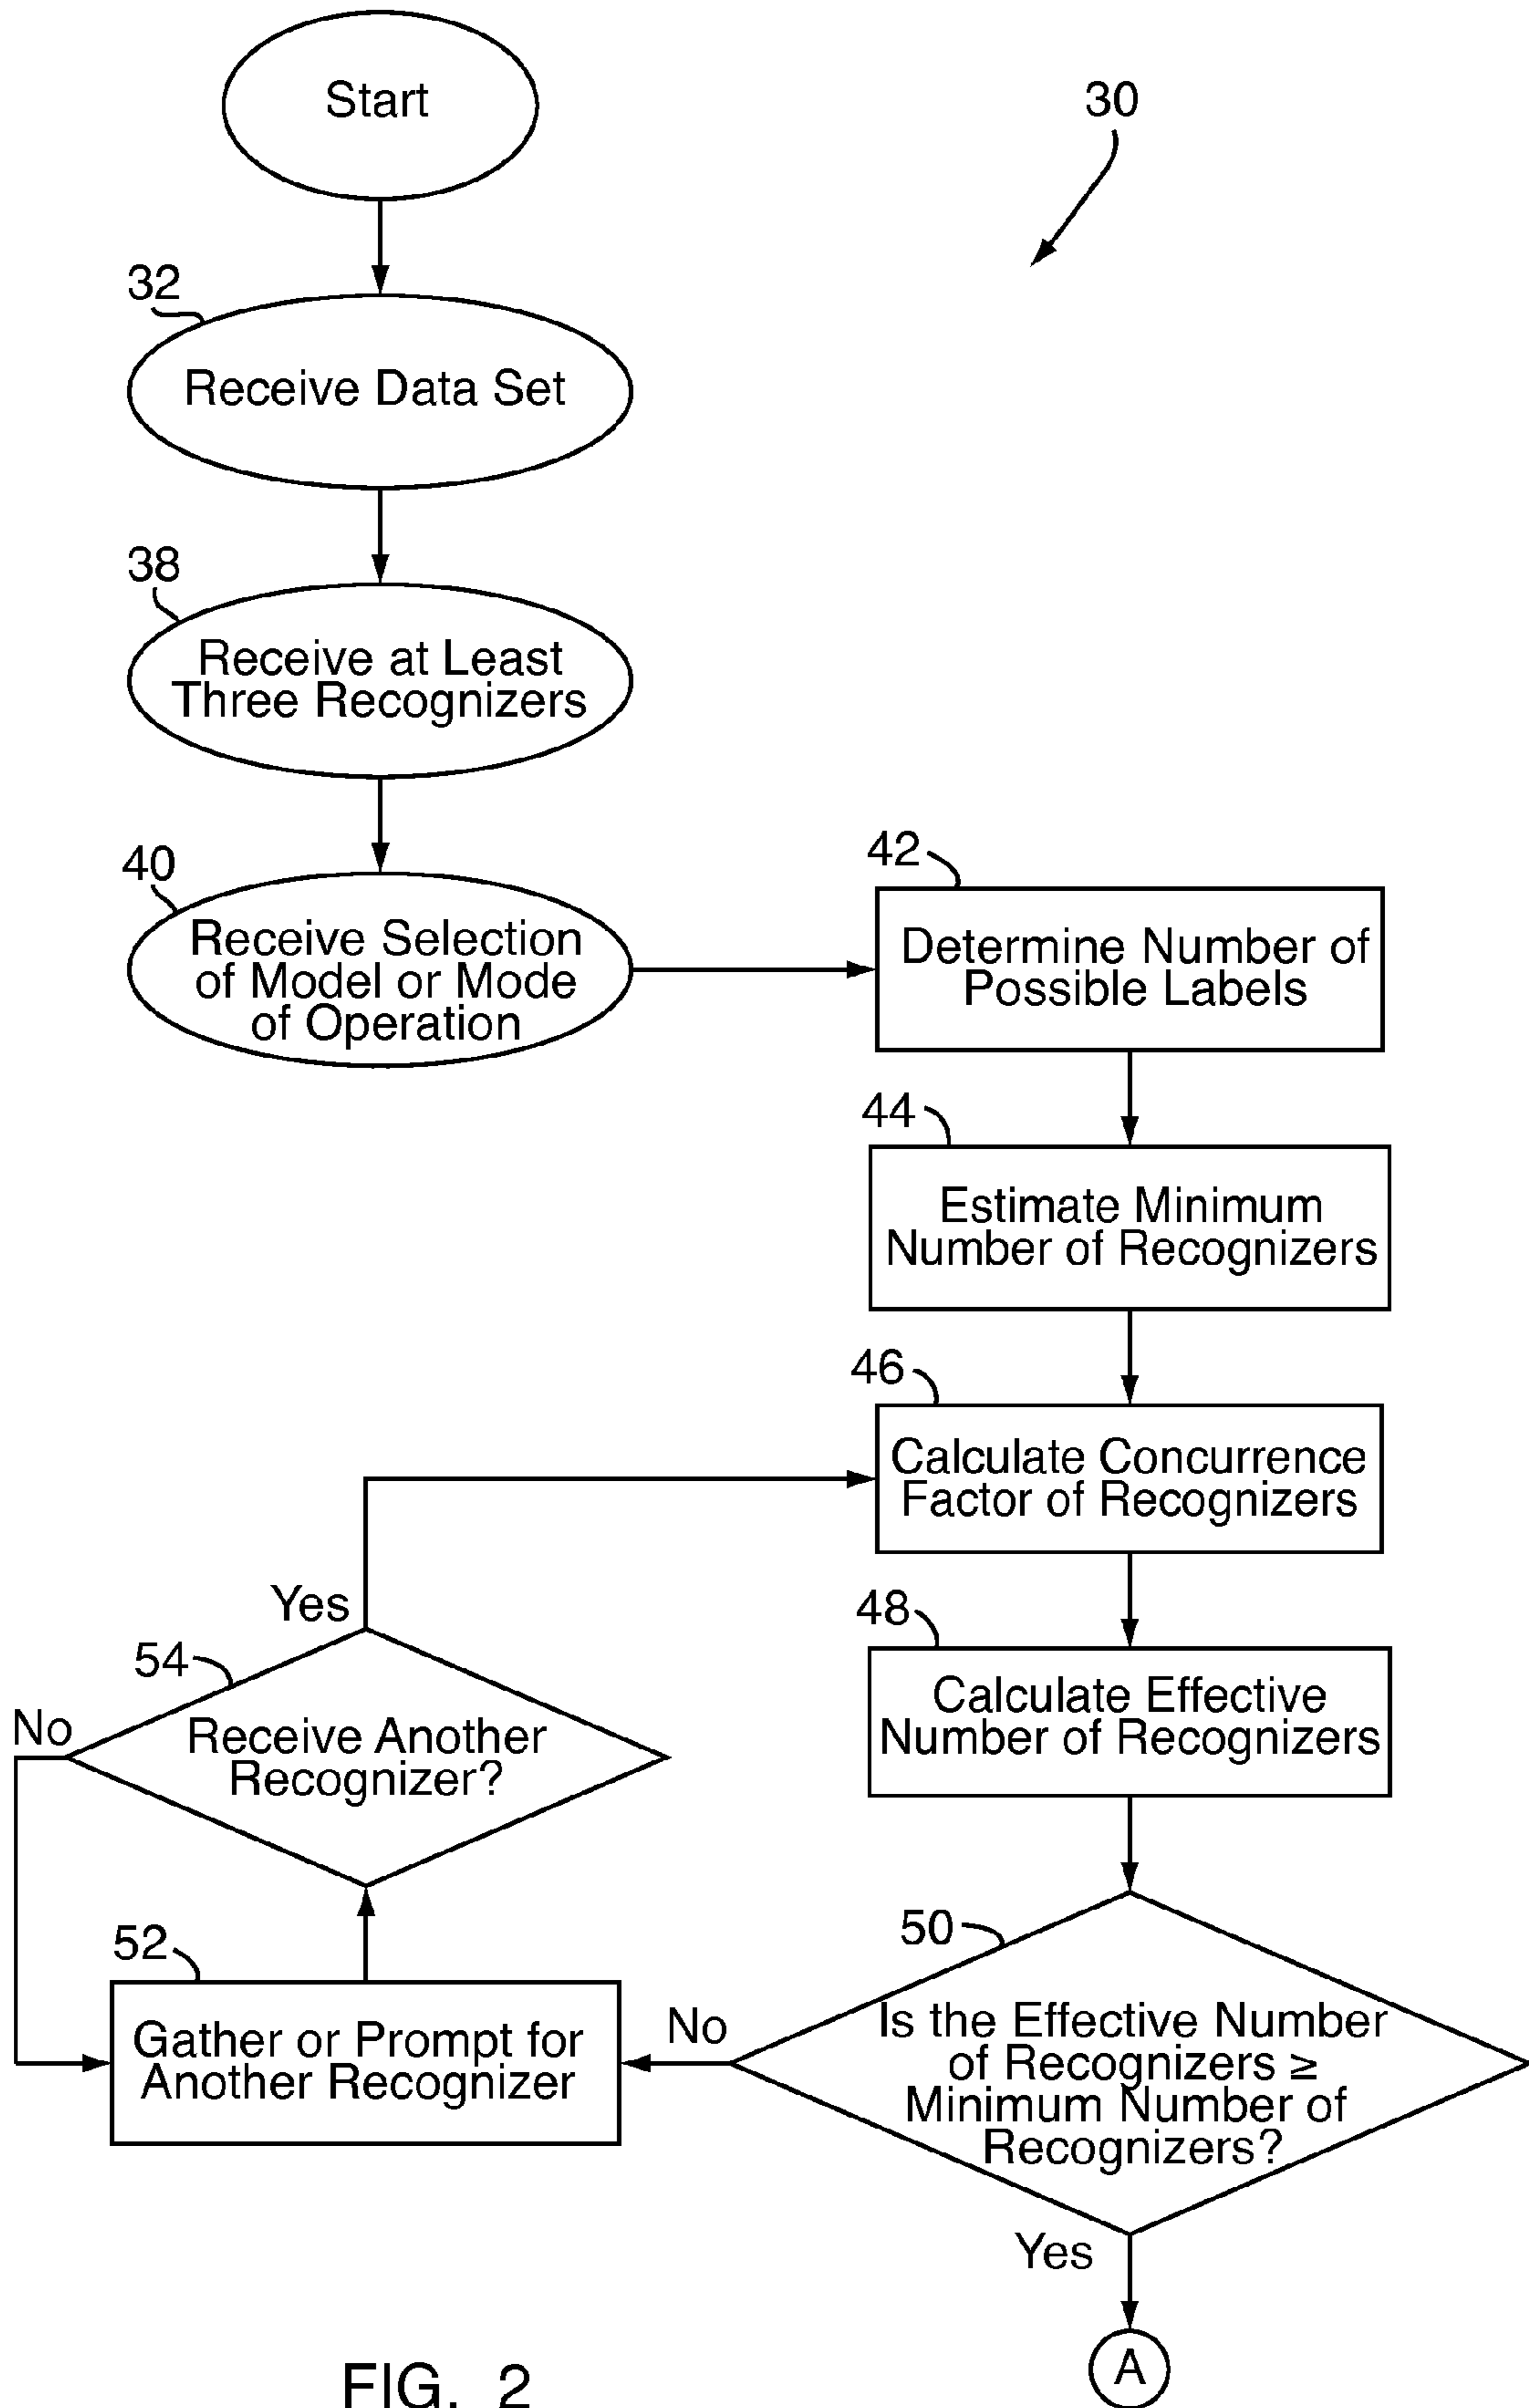 Start
30
32
Receive Data Set
38
Receive at Least
Three Recognizers
40
Receive Selection
of Model or Mode
of Operation
42
Determine Number of
Possible Labels
44
Estimate Minimum
Number of Recognizers
46
Calculate Concurrence
Factor of Recognizers
48
Calculate Effective
Number of Recognizers
50
Is the Effective Number
of Recognizers ≥
Minimum Number of
Recognizers?
No
52
Gather or Prompt for
Another Recognizer
54
Receive Another
Recognizer?
Yes
No
Yes
A
FIG. 2